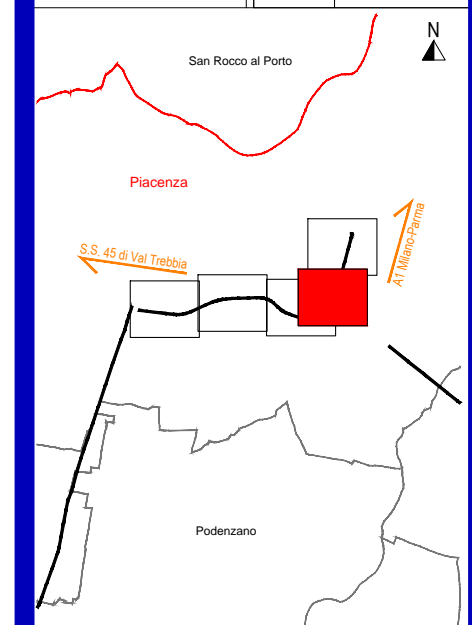 N
San Rocco al Porto
Piacenza
S.S. 45 di Val Trebbia
A1 Milano-Parma
Podenzano